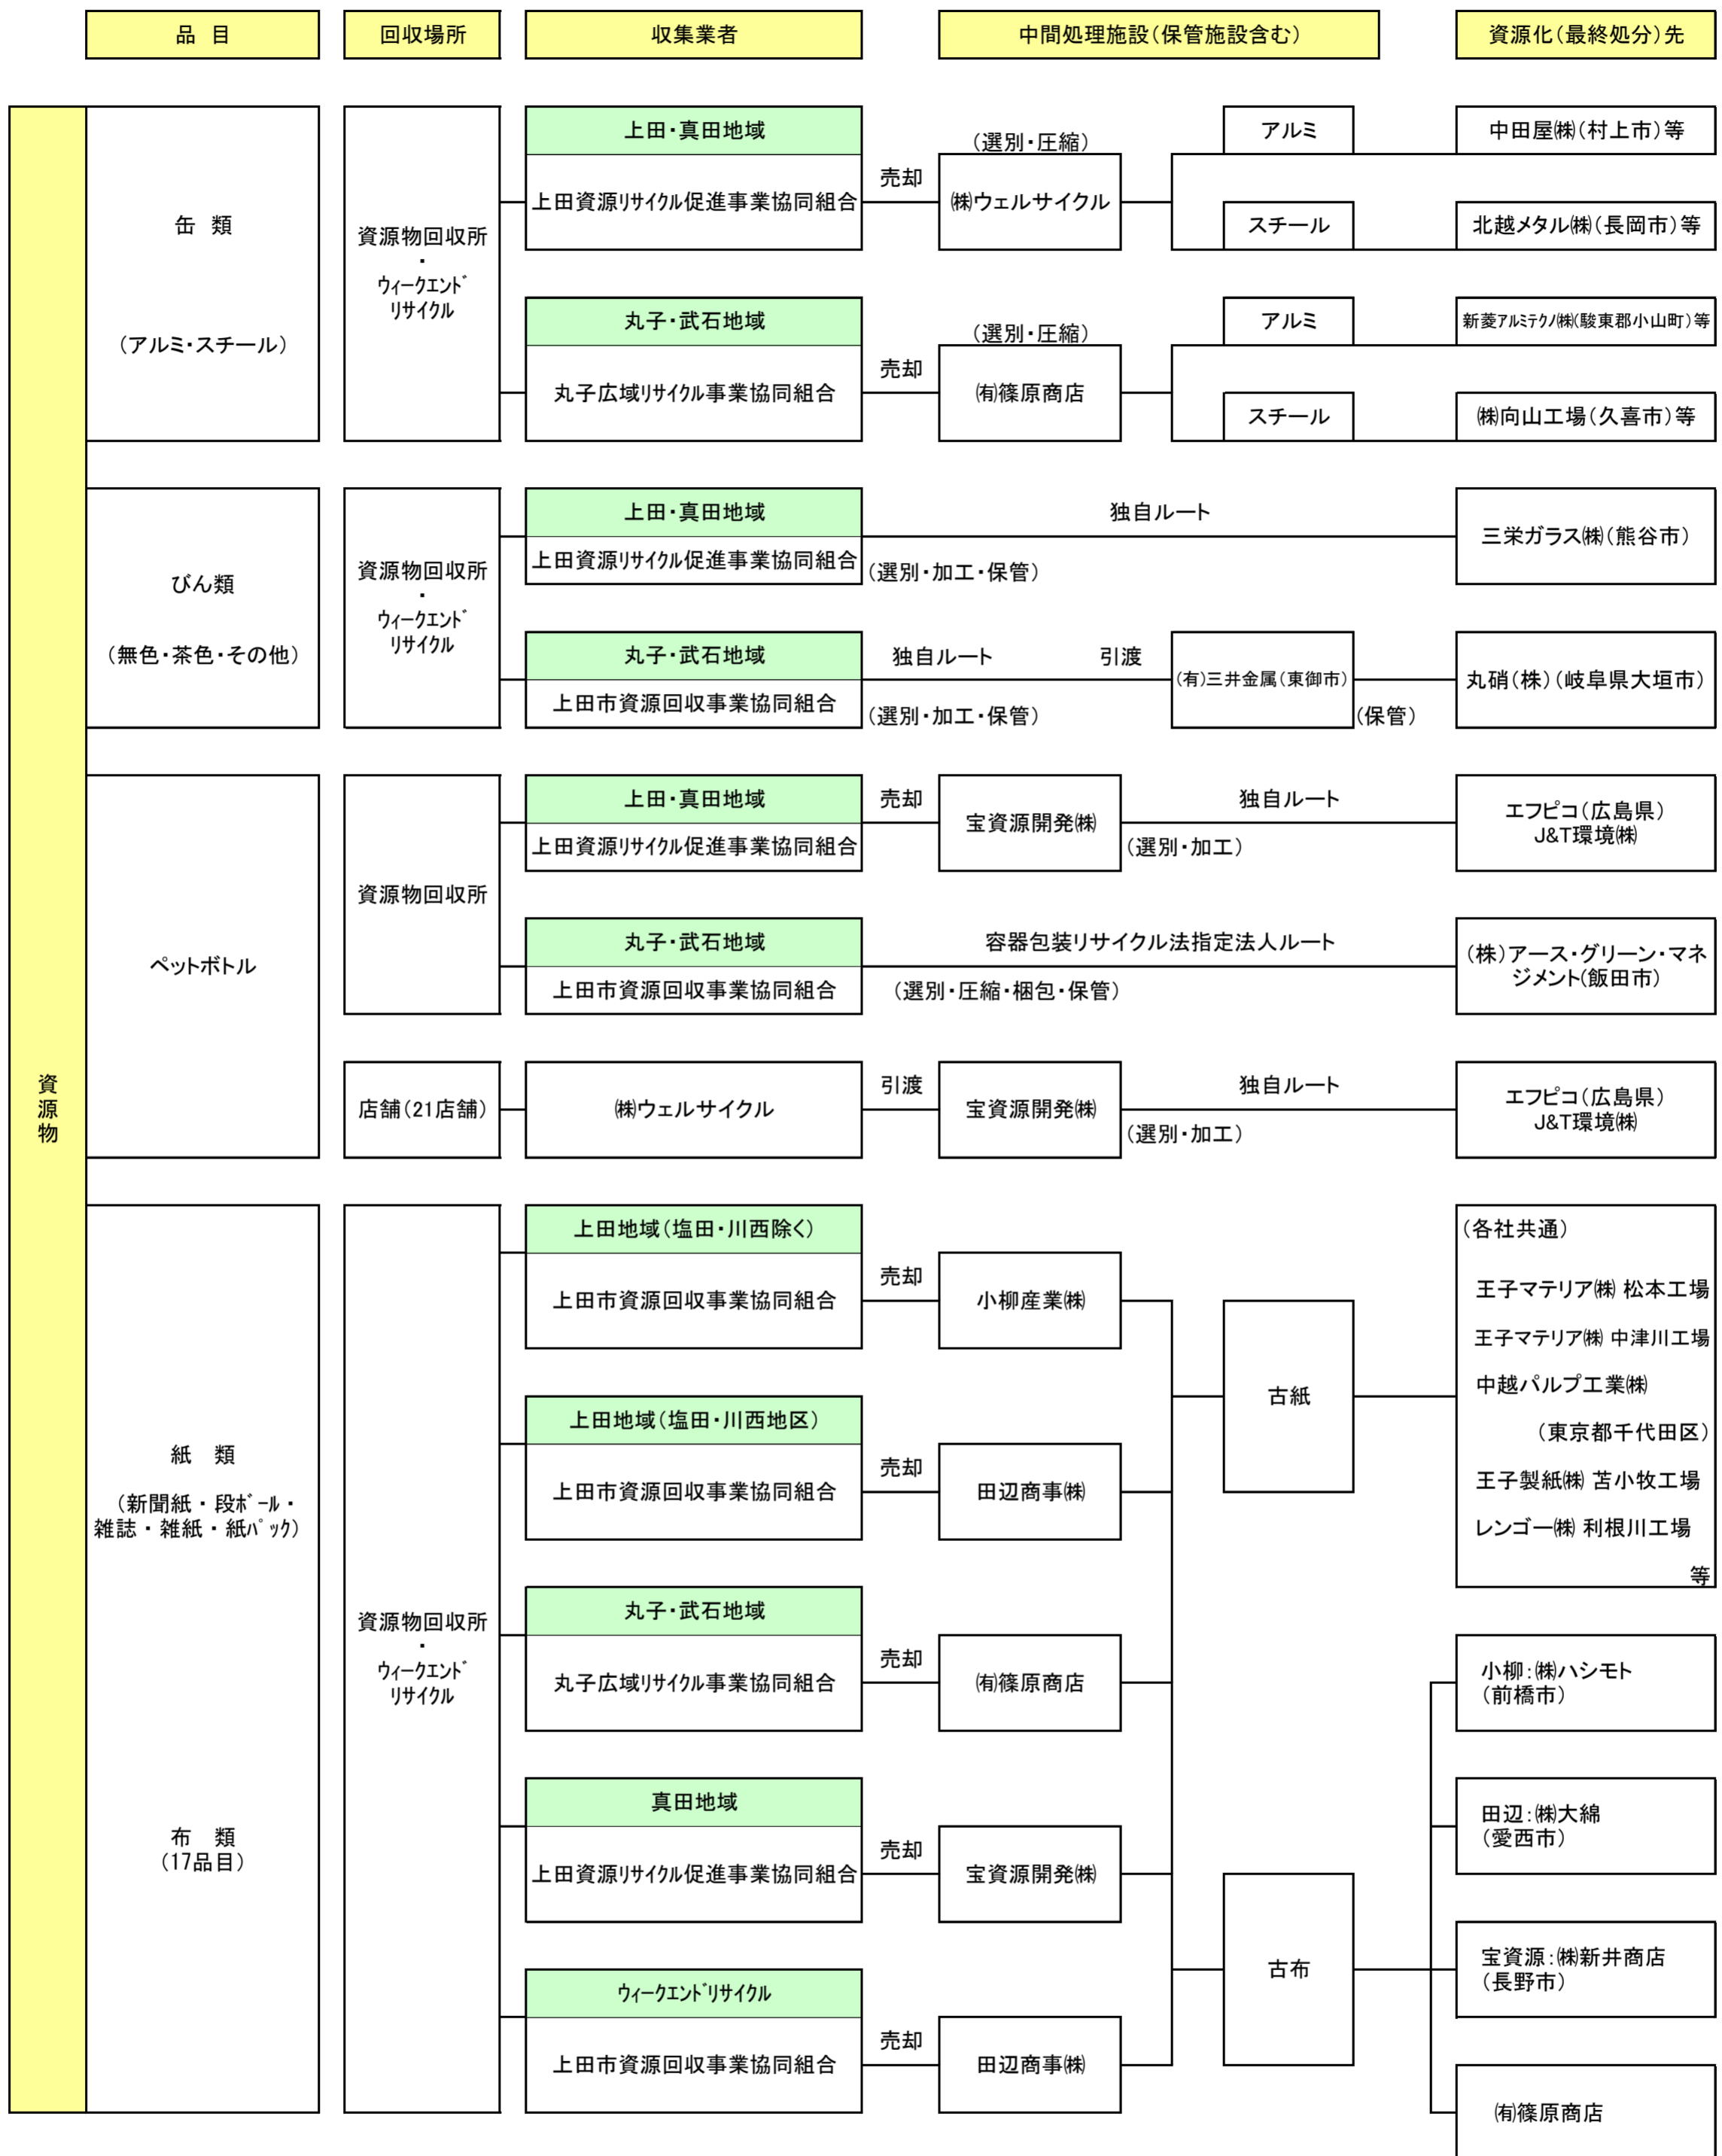 品 目
回収場所
収集業者
中間処理施設(保管施設含む)
資源化(最終処分)先
資源物
缶 類
(アルミ・スチール)
資源物回収所
・
ｳｨｰｸｴﾝﾄﾞ
ﾘｻｲｸﾙ
上田・真田地域
上田資源ﾘｻｲｸﾙ促進事業協同組合
売却
(選別・圧縮)
㈱ウェルサイクル
アルミ
中田屋㈱(村上市)等
スチール
北越メタル㈱(長岡市)等
丸子・武石地域
丸子広域ﾘｻｲｸﾙ事業協同組合
売却
(選別・圧縮)
㈲篠原商店
アルミ
新菱ｱﾙﾐﾃｸﾉ㈱(駿東郡小山町)等
スチール
㈱向山工場(久喜市)等
びん類
(無色・茶色・その他)
資源物回収所
・
ｳｨｰｸｴﾝﾄﾞ
ﾘｻｲｸﾙ
上田・真田地域
上田資源ﾘｻｲｸﾙ促進事業協同組合
独自ルート
(選別・加工・保管)
三栄ガラス㈱(熊谷市)
丸子・武石地域
上田市資源回収事業協同組合
独自ルート
引渡
(選別・加工・保管)
(有)三井金属(東御市)
(保管)
丸硝(株)(岐阜県大垣市)
ペットボトル
資源物回収所
上田・真田地域
上田資源ﾘｻｲｸﾙ促進事業協同組合
売却
宝資源開発㈱
独自ルート
(選別・加工)
エフピコ(広島県)
J&T環境㈱
丸子・武石地域
上田市資源回収事業協同組合
容器包装リサイクル法指定法人ルート
(選別・圧縮・梱包・保管)
(株)アース・グリーン・マネ
ジメント(飯田市)
店舗(21店舗)
㈱ウェルサイクル
引渡
宝資源開発㈱
独自ルート
(選別・加工)
エフピコ(広島県)
J&T環境㈱
紙 類
(新聞紙・段ﾎﾞｰﾙ・
雑誌・雑紙・紙ﾊﾟｯｸ)
布 類
(17品目)
資源物回収所
・
ｳｨｰｸｴﾝﾄﾞ
ﾘｻｲｸﾙ
上田地域(塩田・川西除く)
上田市資源回収事業協同組合
売却
小柳産業㈱
上田地域(塩田・川西地区)
上田市資源回収事業協同組合
売却
田辺商事㈱
丸子・武石地域
丸子広域ﾘｻｲｸﾙ事業協同組合
売却
㈲篠原商店
真田地域
上田資源ﾘｻｲｸﾙ促進事業協同組合
売却
宝資源開発㈱
ｳｨｰｸｴﾝﾄﾞﾘｻｲｸﾙ
上田市資源回収事業協同組合
売却
田辺商事㈱
古紙
(各社共通)
王子マテリア㈱ 松本工場
王子マテリア㈱ 中津川工場
中越パルプ工業㈱
(東京都千代田区)
王子製紙㈱ 苫小牧工場
レンゴー㈱ 利根川工場
等
古布
小柳:㈱ハシモト
(前橋市)
田辺:㈱大綿
(愛西市)
宝資源:㈱新井商店
(長野市)
㈲篠原商店